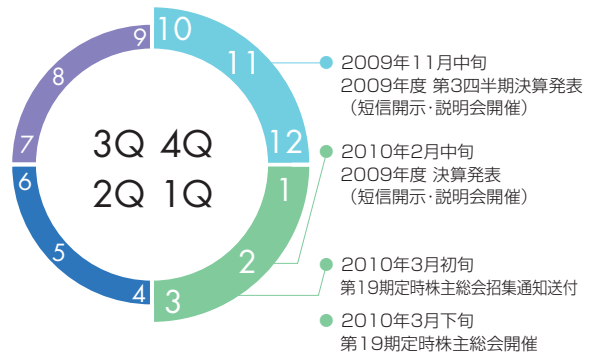 10
11
12
1
2
3
4
5
6
7
8
9
3Q 4Q
2Q 1Q
2009年11月中旬
2009年度 第3四半期決算発表
（短信開示・説明会開催）
2010年2月中旬
2009年度 決算発表
（短信開示・説明会開催）
2010年3月初旬
第19期定時株主総会招集通知送付
2010年3月下旬
第19期定時株主総会開催